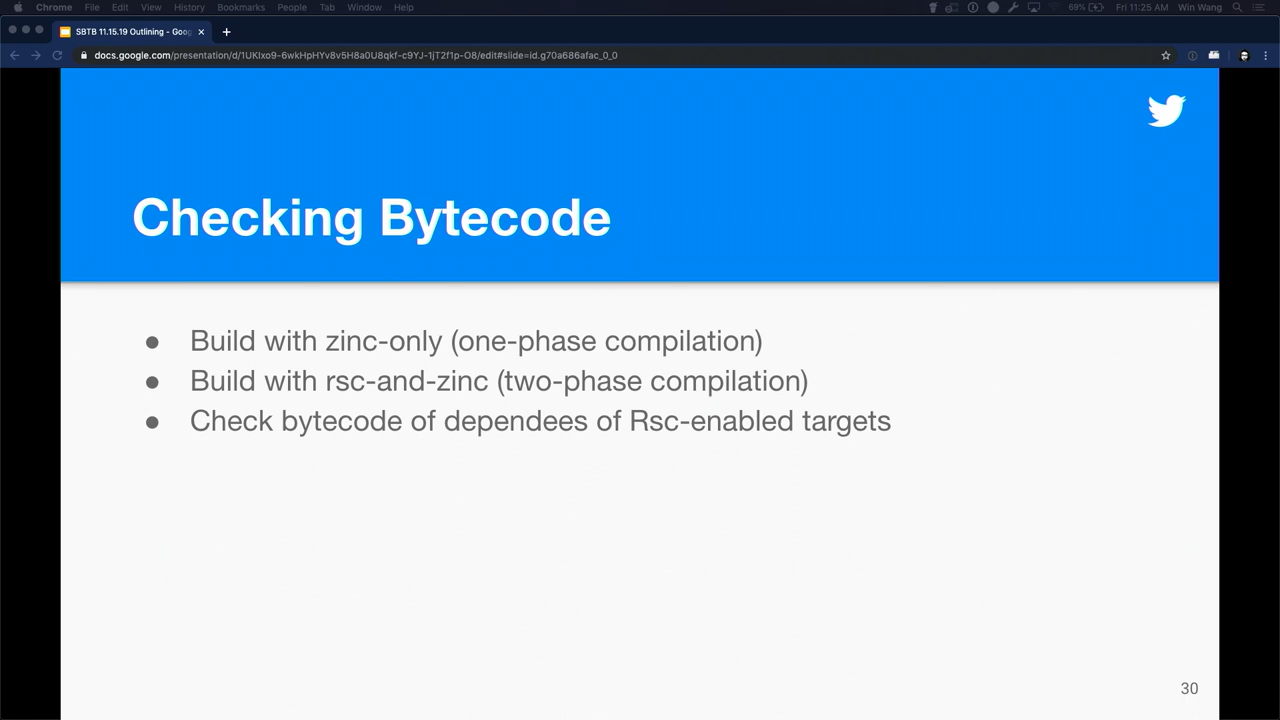 Chrome File Edit View History Bookmarks People Tab Window Help 69% Fri 11:25 AM Win Wang
SBTB 11.15.19 Outlining - Goog
docs.google.com/presentation/d/1UKIxo9-6wkHpHYv8v5H8a0U8qkf-c9YJ-1jT2f1p-O8/edit#slide=id.g70a686afac_0_0
Checking Bytecode
● Build with zinc-only (one-phase compilation)
● Build with rsc-and-zinc (two-phase compilation)
● Check bytecode of dependees of Rsc-enabled targets
30